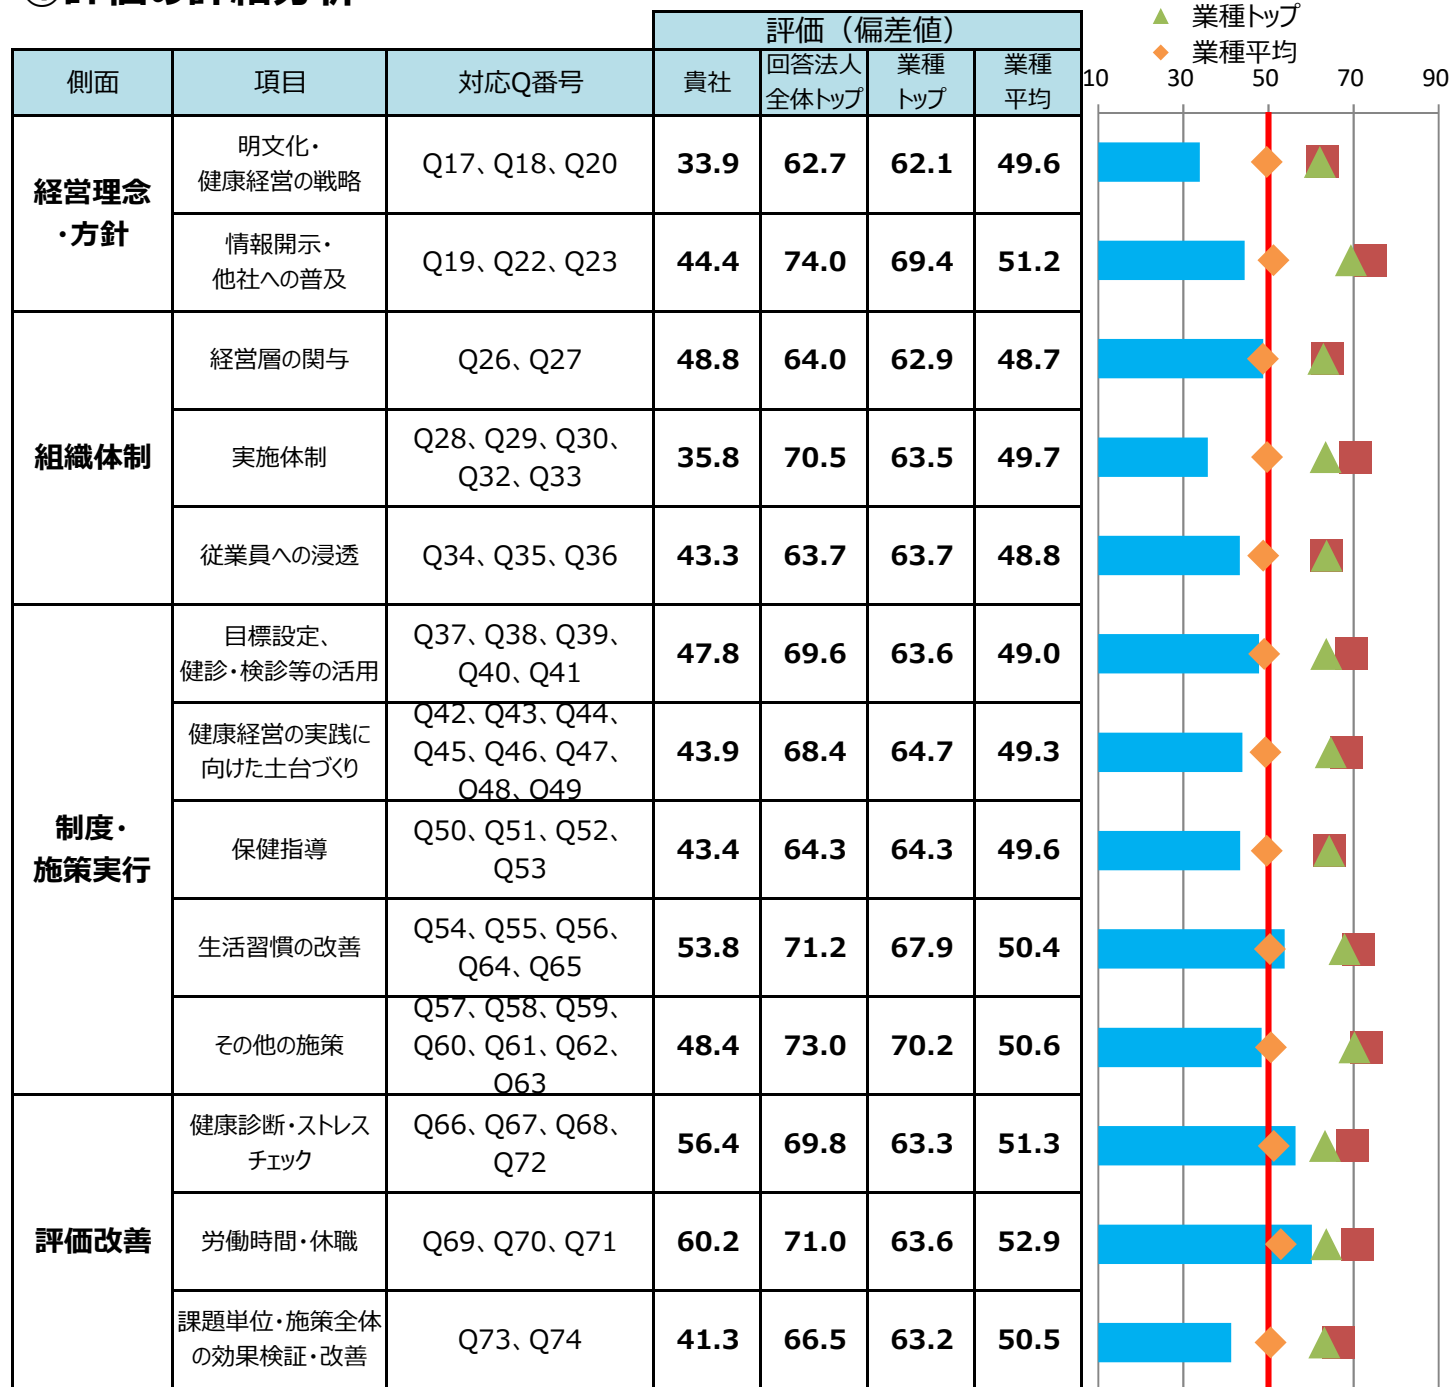 評価（偏差値）
▲ 業種トップ
◆ 業種平均
側面 項目 対応Q番号 貴社 回答法人 業種 業種
全体トップ トップ 平均
10 30 50 70 90
経営理念
・方針
明文化・
健康経営の戦略
Q17、Q18、Q20 33.9 62.7 62.1 49.6
情報開示・
他社への普及
Q19、Q22、Q23 44.4 74.0 69.4 51.2
組織体制
経営層の関与 Q26、Q27 48.8 64.0 62.9 48.7
実施体制
Q28、Q29、Q30、
Q32、Q33
35.8 70.5 63.5 49.7
従業員への浸透 Q34、Q35、Q36 43.3 63.7 63.7 48.8
制度・
施策実行
目標設定、
健診・検診等の活用
Q37、Q38、Q39、
Q40、Q41
47.8 69.6 63.6 49.0
健康経営の実践に
向けた土台づくり
Q42、Q43、Q44、
Q45、Q46、Q47、
Q48、Q49
43.9 68.4 64.7 49.3
保健指導
Q50、Q51、Q52、
Q53
43.4 64.3 64.3 49.6
生活習慣の改善
Q54、Q55、Q56、
Q64、Q65
53.8 71.2 67.9 50.4
その他の施策
Q57、Q58、Q59、
Q60、Q61、Q62、
Q63
48.4 73.0 70.2 50.6
評価改善
健康診断・ストレス
チェック
Q66、Q67、Q68、
Q72
56.4 69.8 63.3 51.3
労働時間・休職 Q69、Q70、Q71 60.2 71.0 63.6 52.9
課題単位・施策全体
の効果検証・改善
Q73、Q74 41.3 66.5 63.2 50.5